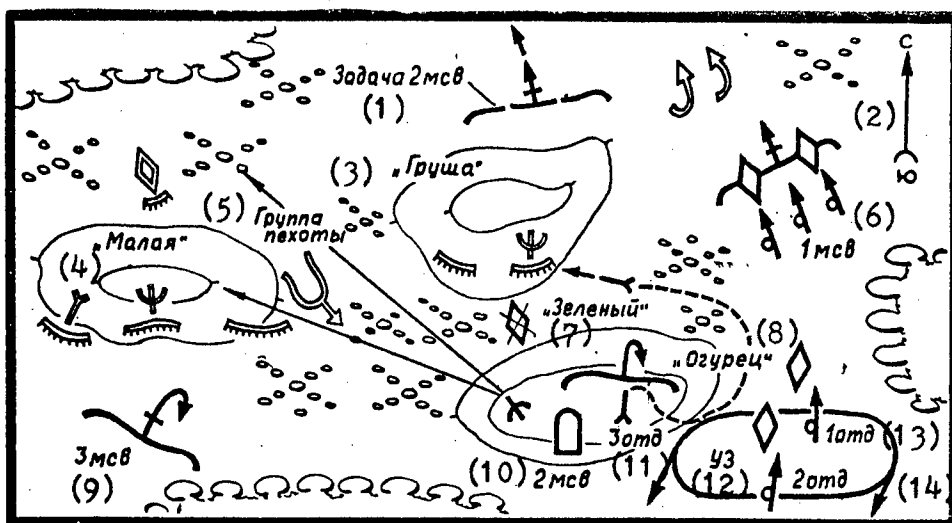 Задача 2мсв
(1)
С
(2)
Ю
(3) „Груша“
(5) Группа
пехоты
„Малая“
(4)
(6)
1мсв
„Зеленый“
(7)
(8)
„Огурец“
3мсв
(9)
(10) 2мсв
3отд
(11)
УЗ
(12)
1отд (13)
2отд
(14)